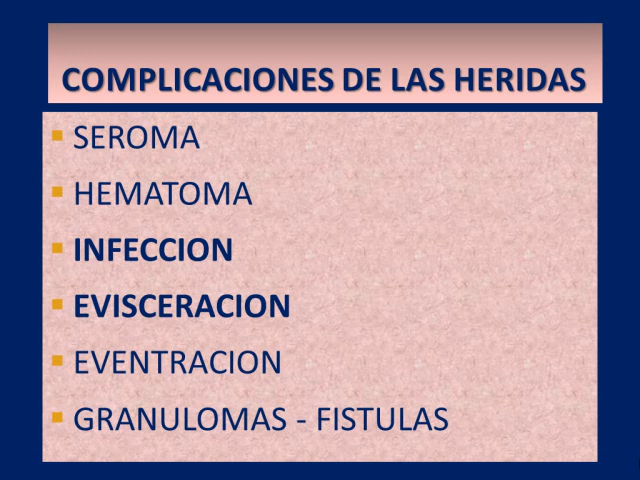 COMPLICACIONES DE LAS HERIDAS
SEROMA
HEMATOMA
INFECCION
EVISCERACION
EVENTRACION
GRANULOMAS - FISTULAS